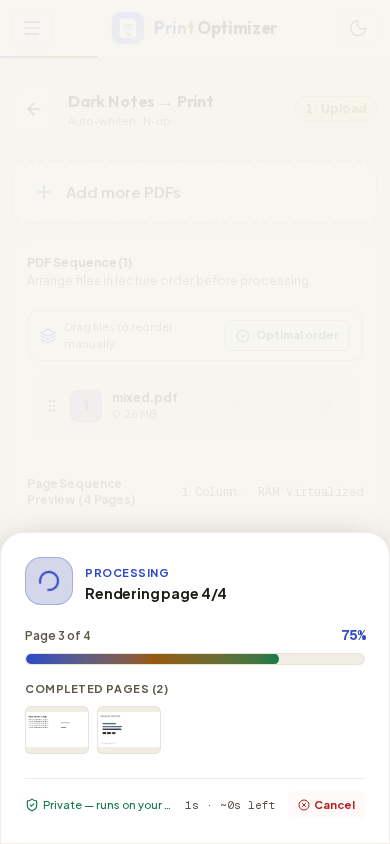 Print Optimizer
Dark Notes → Print
Auto-whiten · N-up
1 · Upload
Add more PDFs
PDF Sequence (1)
Arrange files in lecture order before processing.
Drag files to reorder
manually
Optimal order
1
mixed.pdf
0.26 MB
Page Sequence
Preview (4 Pages)
1 Column · RAM Virtualized
PROCESSING
Rendering page 4/4
Page 3 of 4
75%
COMPLETED PAGES (2)
Private — runs on your ...
1s · ~0s left
Cancel